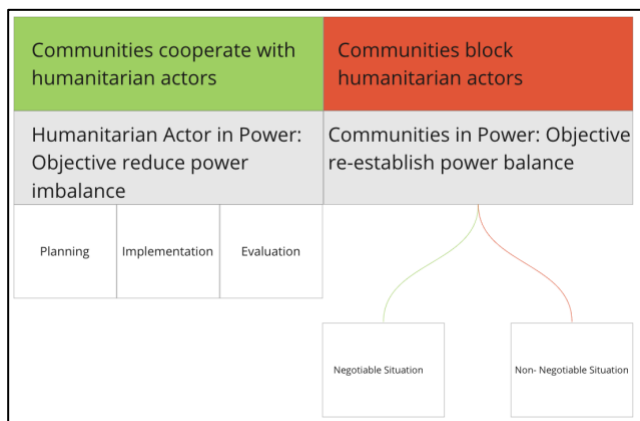 Communities cooperate with
humanitarian actors
Communities block
humanitarian actors
Humanitarian Actor in Power:
Objective reduce power
imbalance
Communities in Power: Objective
re-establish power balance
Planning
Implementation
Evaluation
Negotiable Situation
Non- Negotiable Situation